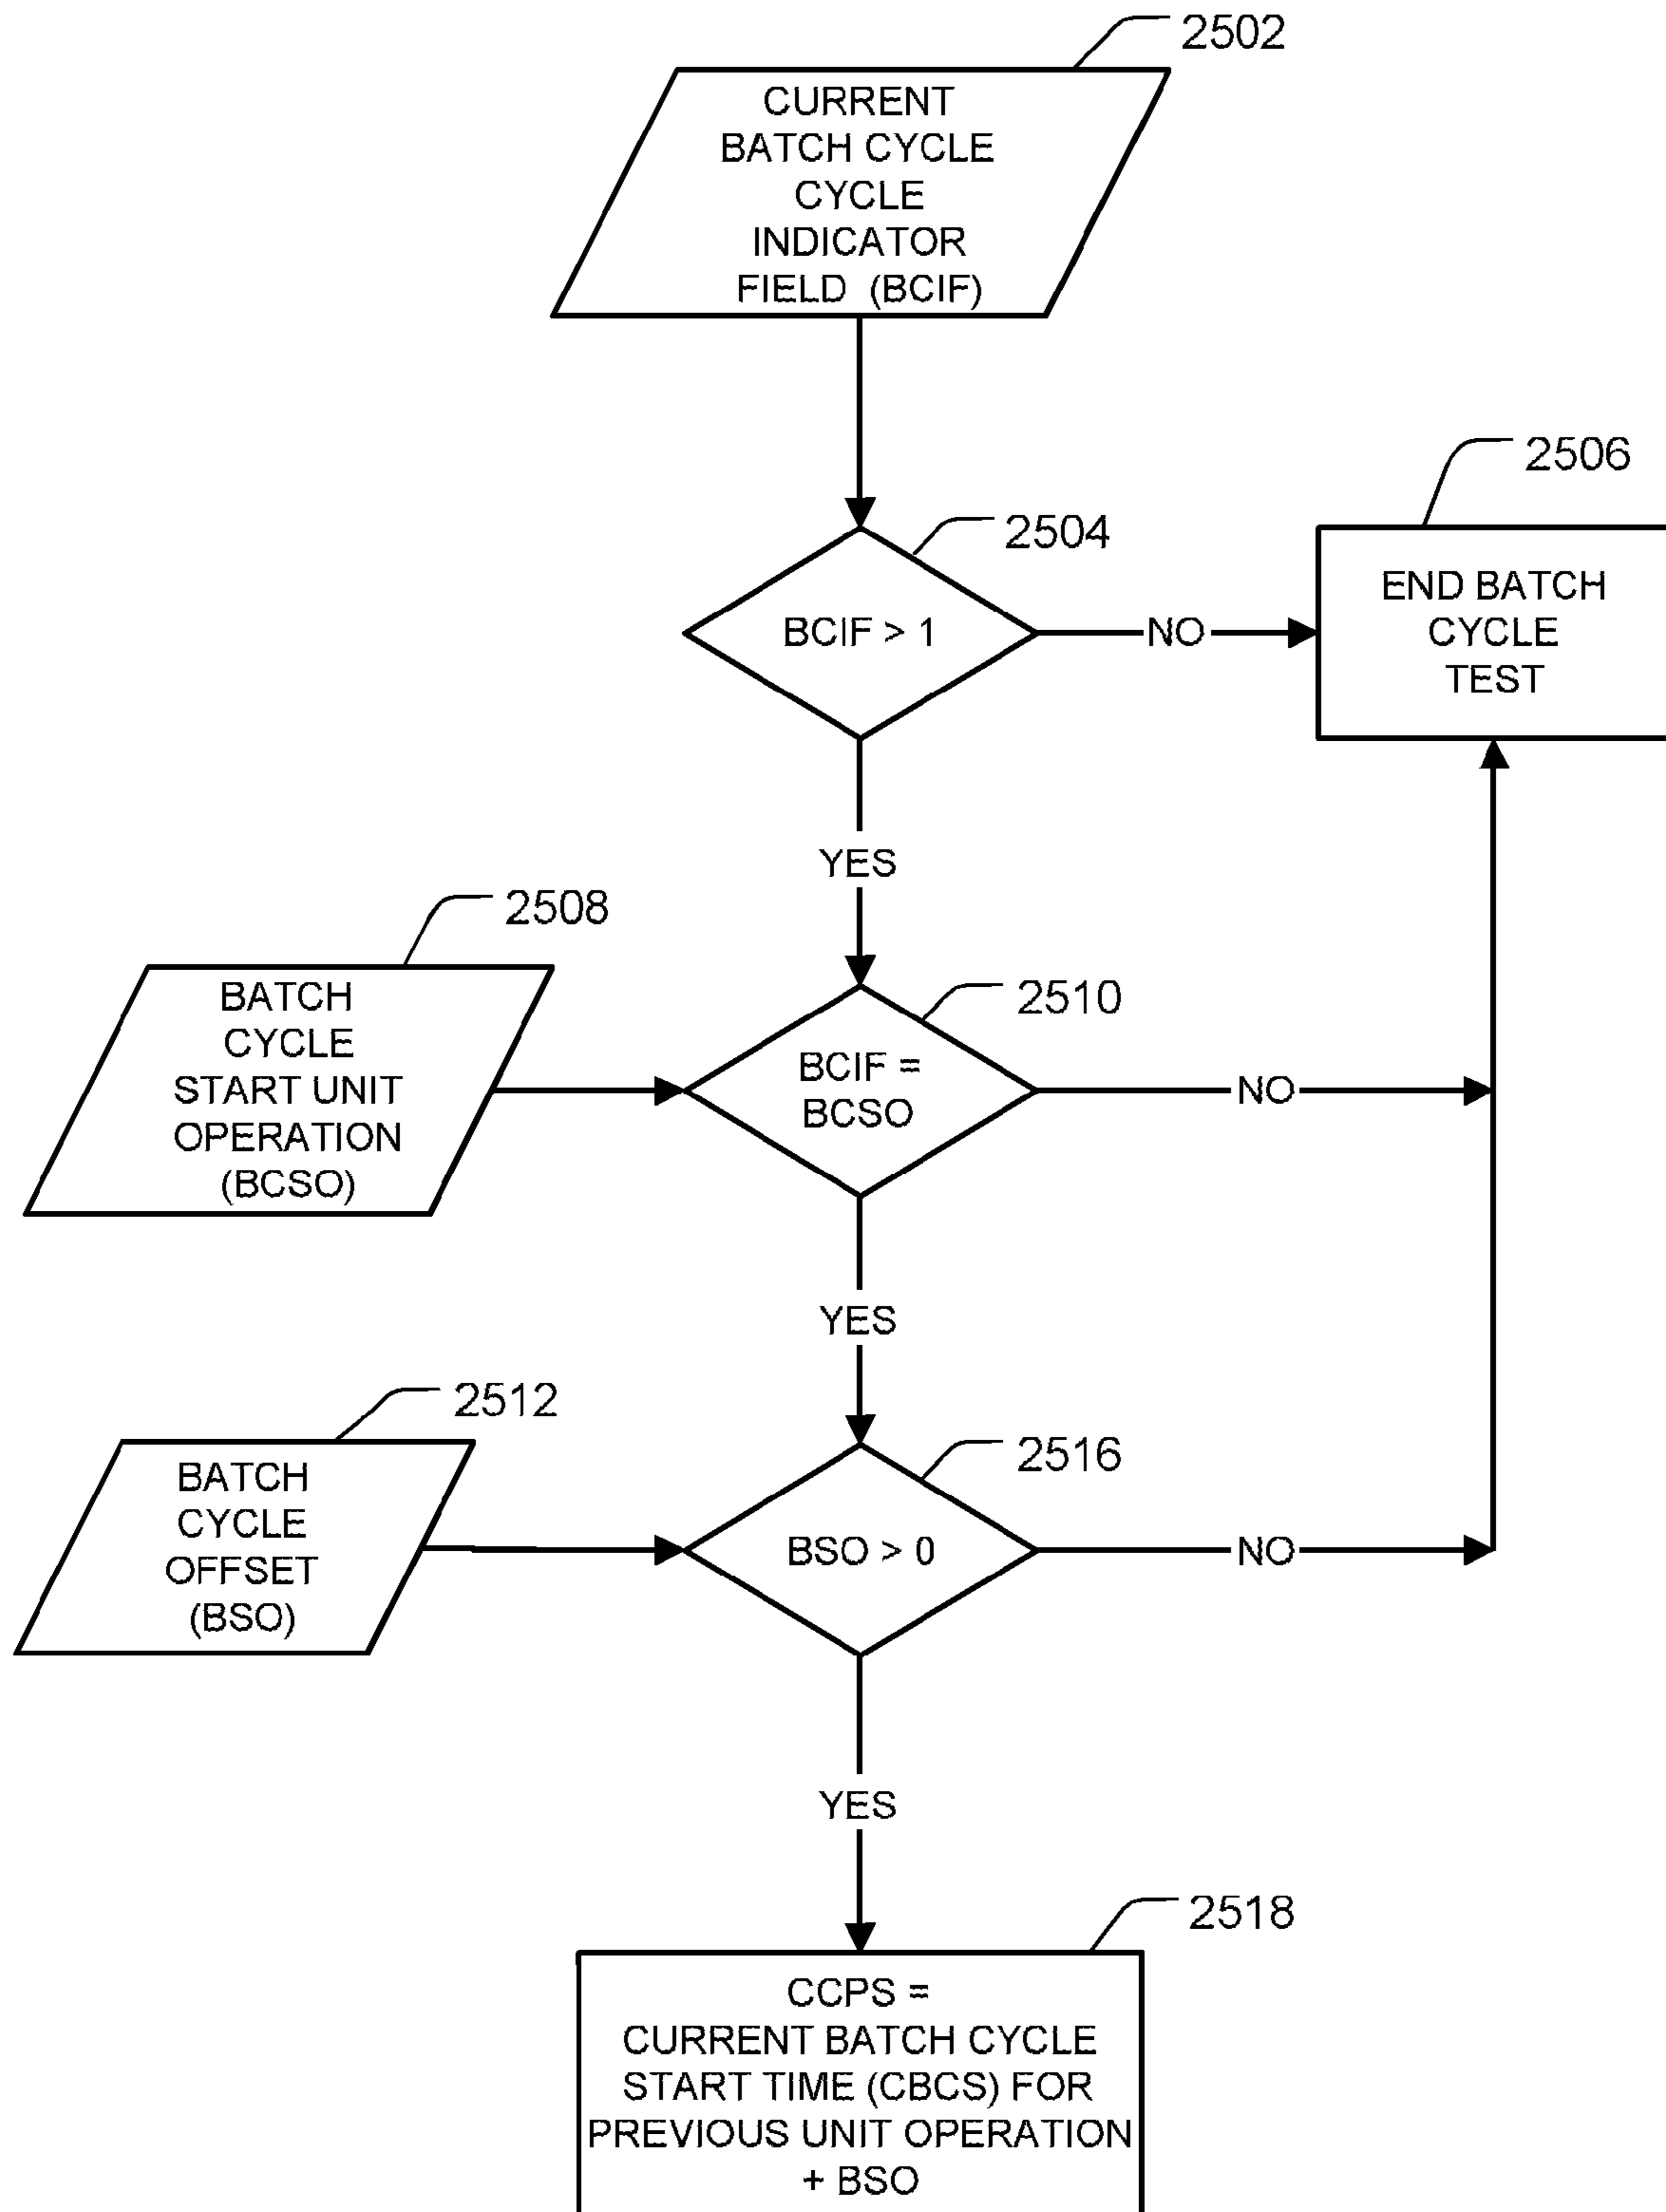 2502
CURRENT
BATCH CYCLE
CYCLE
INDICATOR
FIELD (BCIF)
2504
BCIF > 1
NO
2506
END BATCH
CYCLE
TEST
YES
2508
BATCH
CYCLE
START UNIT
OPERATION
(BCSO)
2510
BCIF =
BCSO
NO
YES
2512
BATCH
CYCLE
OFFSET
(BSO)
2516
BSO > 0
NO
YES
2518
CCPS =
CURRENT BATCH CYCLE
START TIME (CBCS) FOR
PREVIOUS UNIT OPERATION
+ BSO